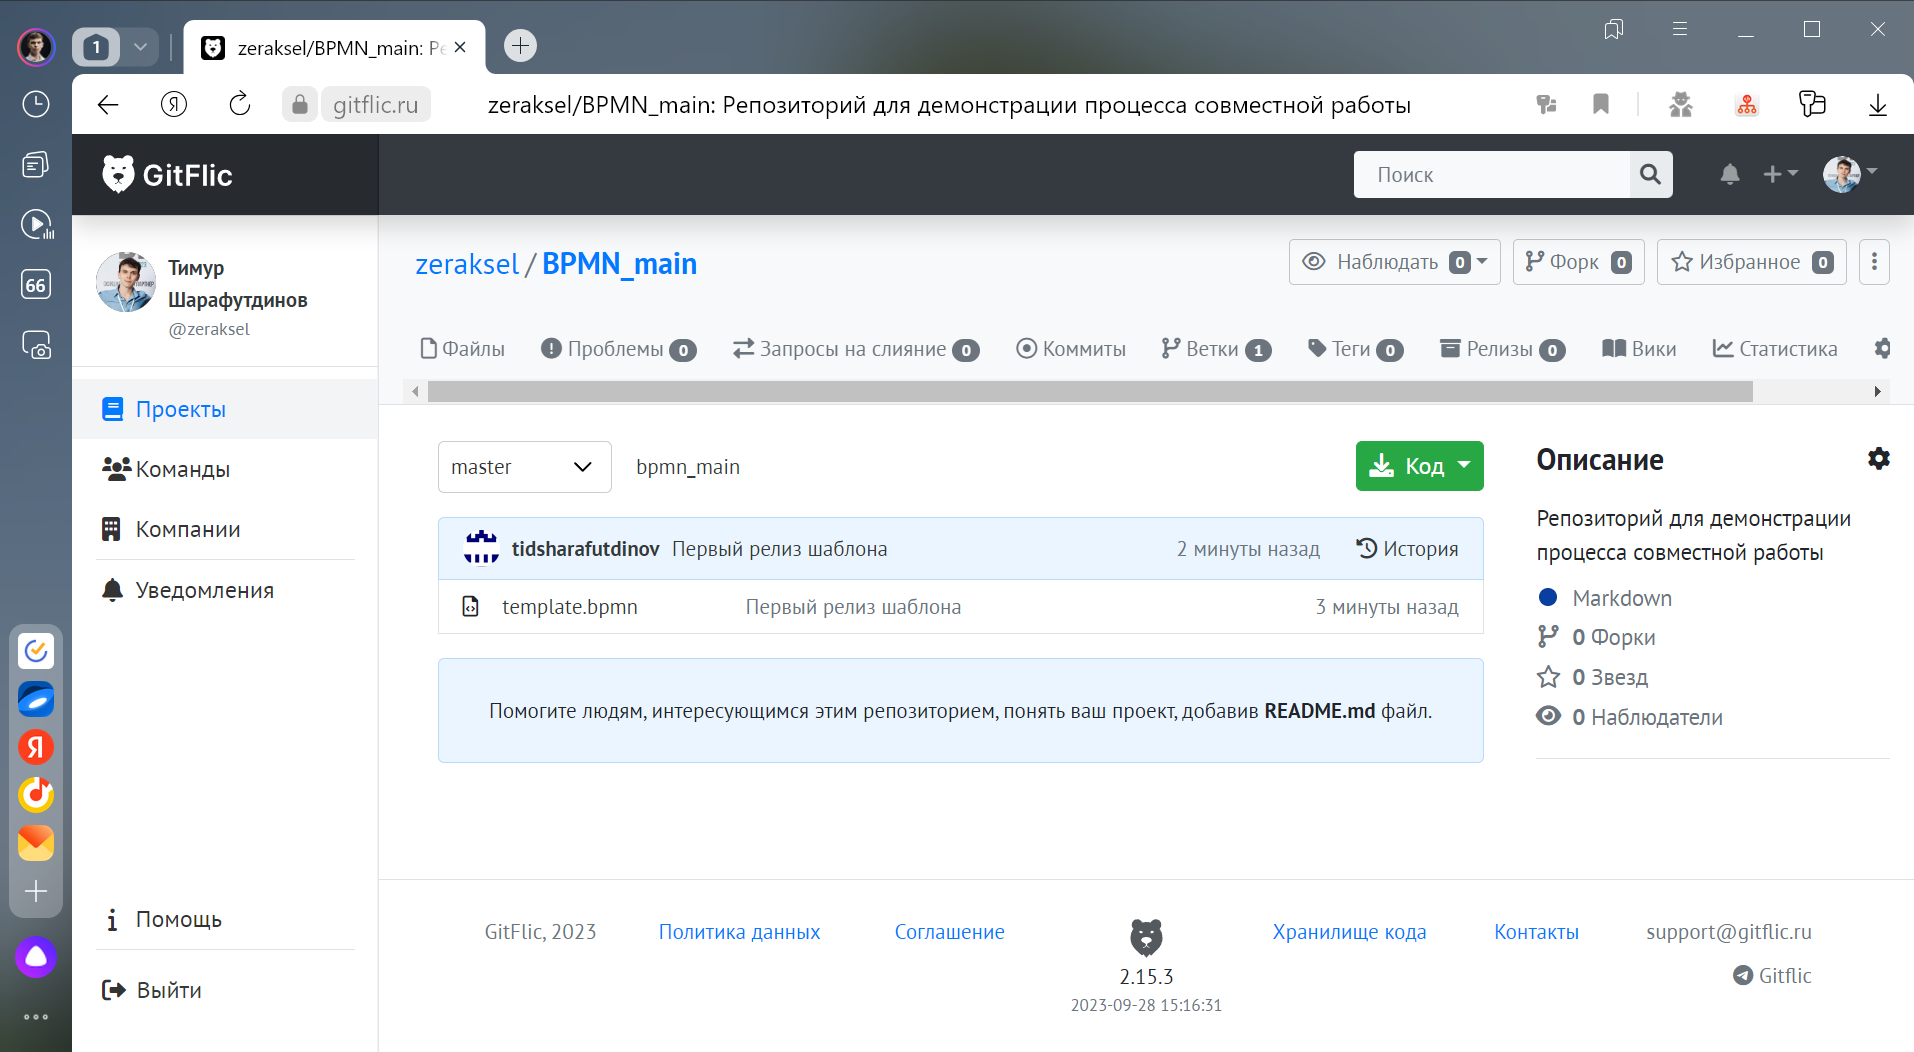 1
zeraksel/BPMN_main: Ре
Я
gitflic.ru
zeraksel/BPMN_main: Репозиторий для демонстрации процесса совместной работы
66
GitFlic
Поиск
Тимур
Шарафутдинов
@zeraksel
Проекты
Команды
Компании
Уведомления
Помощь
Выйти
Я
zeraksel / BPMN_main
Наблюдать 0
Форк 0
Избранное 0
Файлы
Проблемы 0
Запросы на слияние 0
Коммиты
Ветки 1
Теги 0
Релизы 0
Вики
Статистика
master
bpmn_main
Код
tidsharafutdinov Первый релиз шаблона 2 минуты назад История
template.bpmn Первый релиз шаблона 3 минуты назад
Помогите людям, интересующимся этим репозиторием, понять ваш проект, добавив README.md файл.
Описание
Репозиторий для демонстрации
процесса совместной работы
Markdown
0 Форки
0 Звезд
0 Наблюдатели
GitFlic, 2023
Политика данных
Соглашение
2.15.3
2023-09-28 15:16:31
Хранилище кода
Контакты
support@gitflic.ru
Gitflic